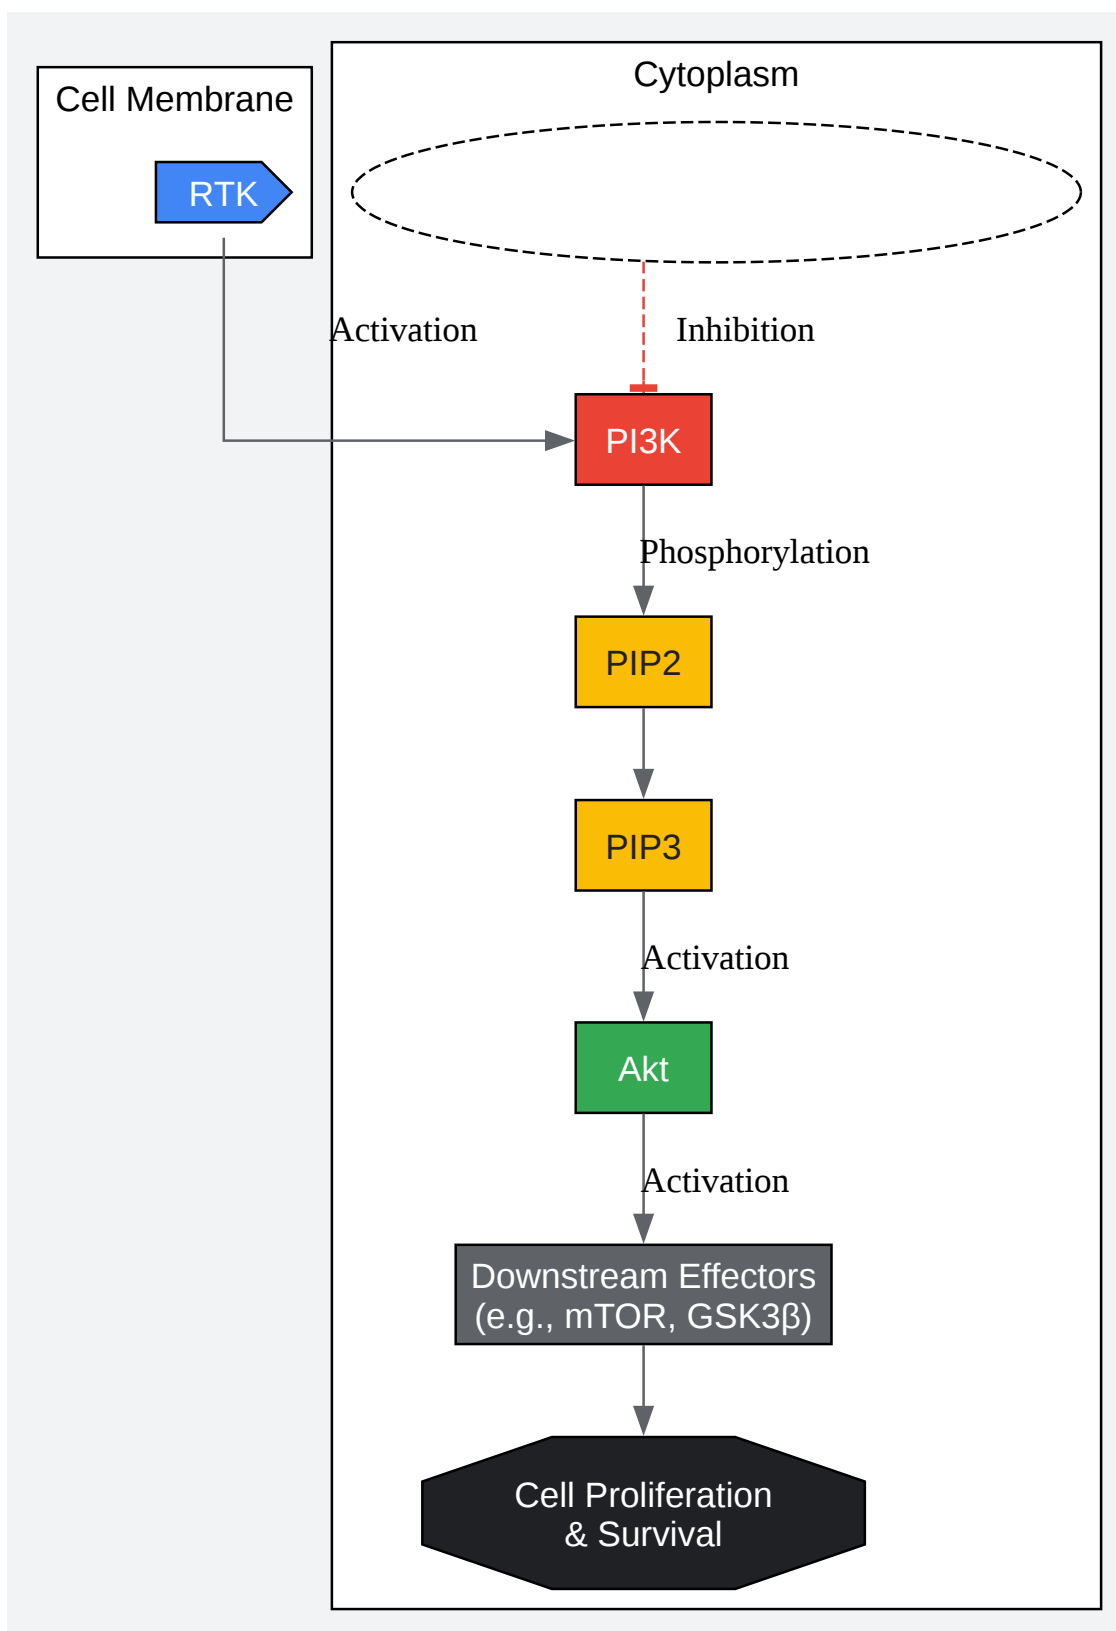 Cytoplasm
Cell Membrane
RTK
Activation
Inhibition
PI3K
Phosphorylation
PIP2
PIP3
Activation
Akt
Activation
Downstream Effectors
(e.g., mTOR, GSK3β)
Cell Proliferation
& Survival